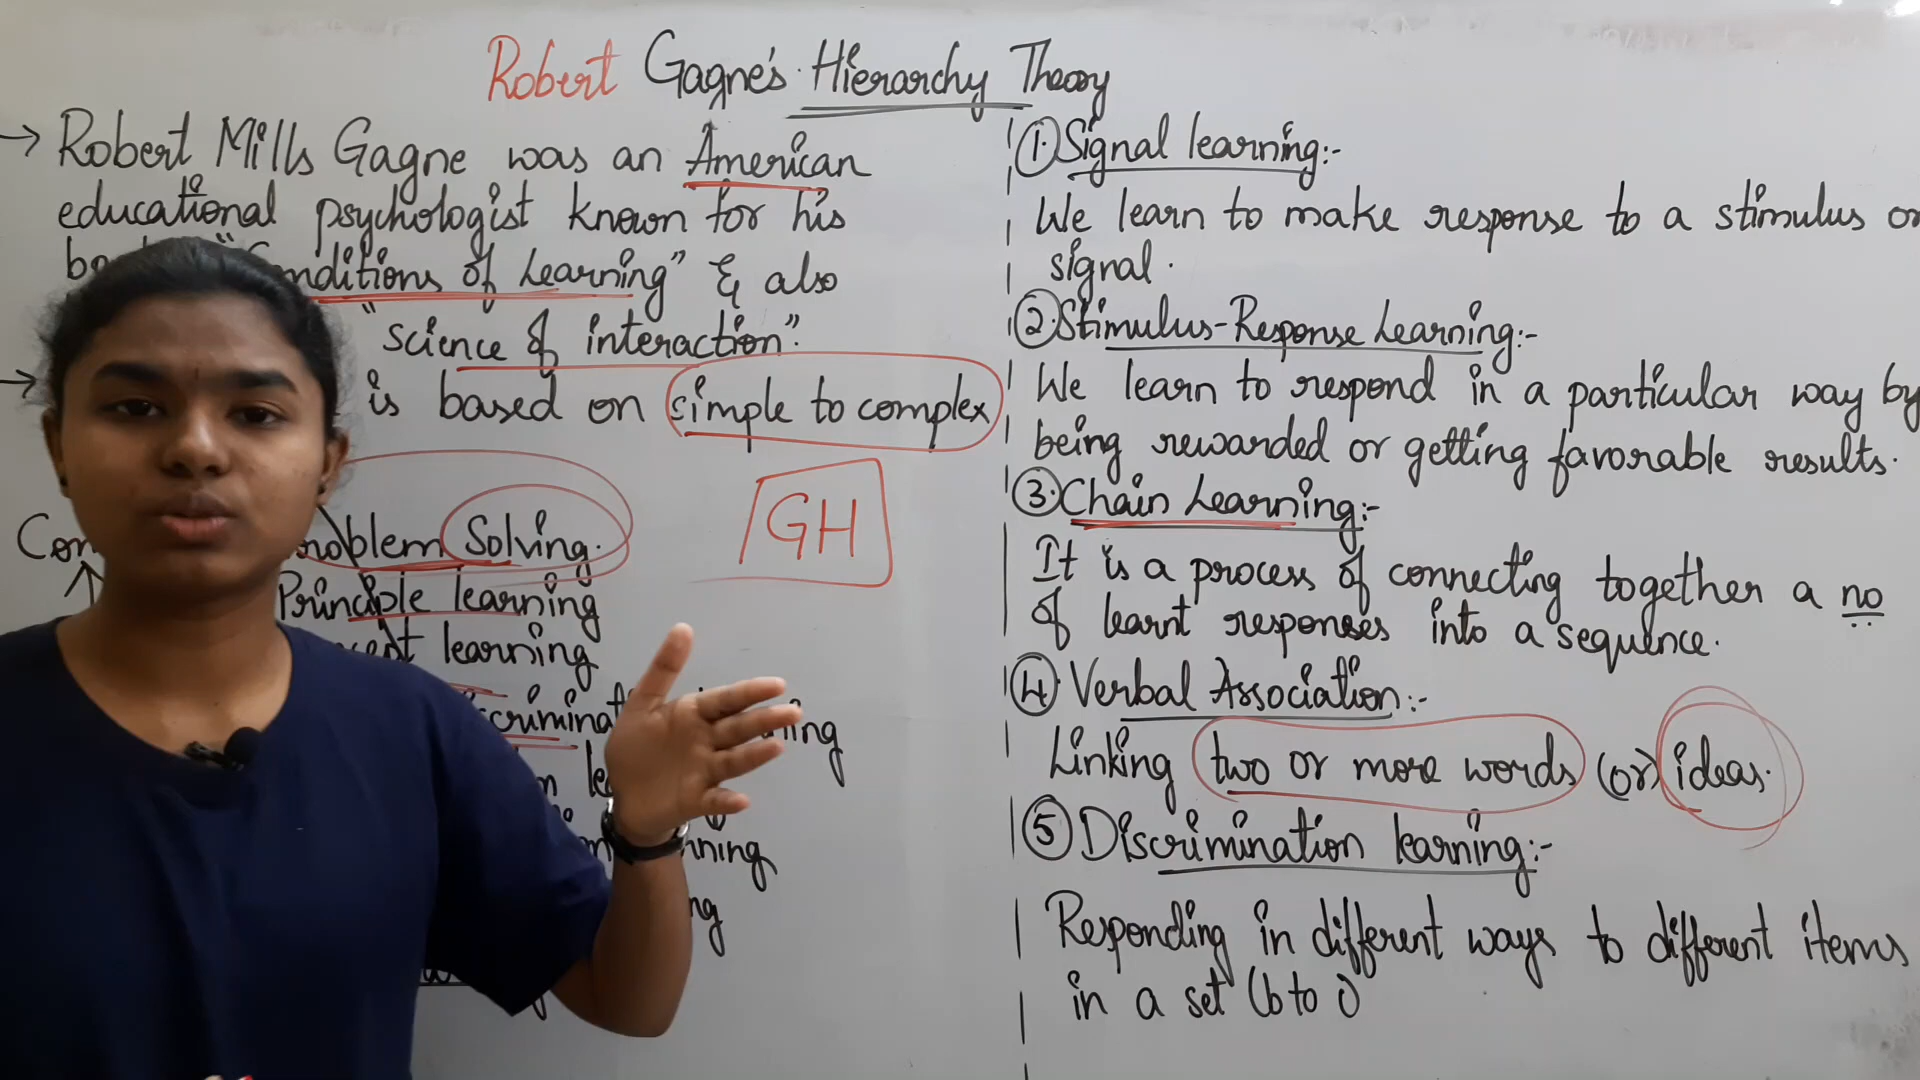 Robert Gagne's Hierarchy Theory
→ Robert Mills Gagne was an American
educational psychologist known for his
nditions of Learning" & also
"science of interaction".
→ is based on simple to complex
Solving.
GH
Principle learning
learning
① Signal learning:-
We learn to make response to a stimulus or
signal.
② Stimulus-Response Learning:-
We learn to respond in a particular way by
being rewarded or getting favorable results.
③ Chain Learning:-
It is a process of connecting together a no
of learnt responses into a sequence.
④ Verbal Association:-
Linking two or more words (or) ideas.
⑤ Discrimination learning:-
Responding in different ways to different items
in a set (b to i)